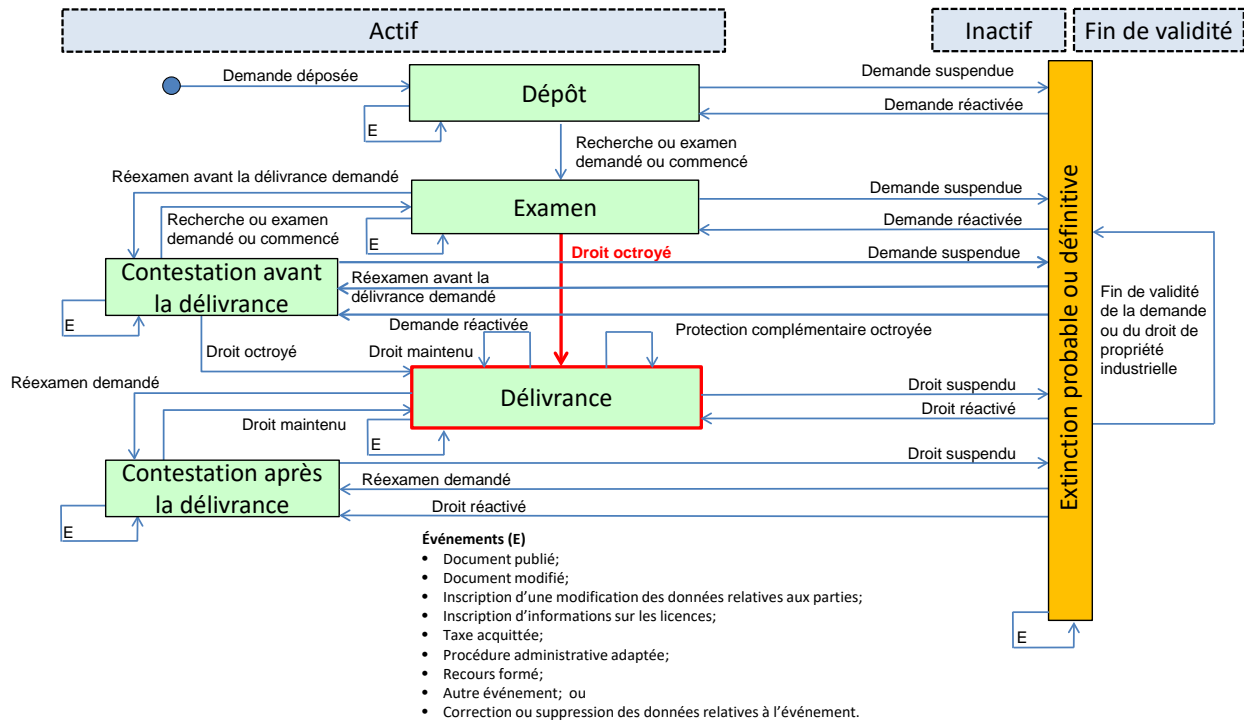 Actif
Inactif
Fin de validité
Demande déposée
Dépôt
Demande suspendue
Demande réactivée
E
Recherche ou examen
demandé ou commencé
Réexamen avant la délivrance demandé
Examen
Demande suspendue
Recherche ou examen
demandé ou commencé
E
Demande réactivée
Droit octroyé
Demande suspendue
Contestation avant
la délivrance
Réexamen avant la
délivrance demandé
E
Demande réactivée
Protection complémentaire octroyée
Droit octroyé
Droit maintenu
Fin de validité
de la demande
ou du droit de
propriété
industrielle
Extinction probable ou définitive
Réexamen demandé
Délivrance
Droit suspendu
Droit réactivé
Droit maintenu
E
Droit suspendu
Contestation après
la délivrance
Réexamen demandé
Droit réactivé
E
Événements (E)
• Document publié;
• Document modifié;
• Inscription d’une modification des données relatives aux parties;
• Inscription d’informations sur les licences;
• Taxe acquittée;
• Procédure administrative adaptée;
• Recours formé;
• Autre événement; ou
• Correction ou suppression des données relatives à l’événement.
E